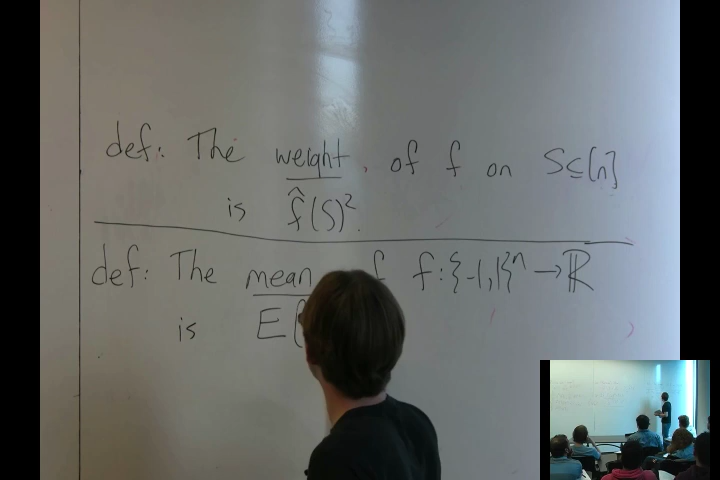 def: The weight of f on S⊆[n]
is f̂(S)².
def: The mean f f:{-1,1}ⁿ → ℝ
is E[